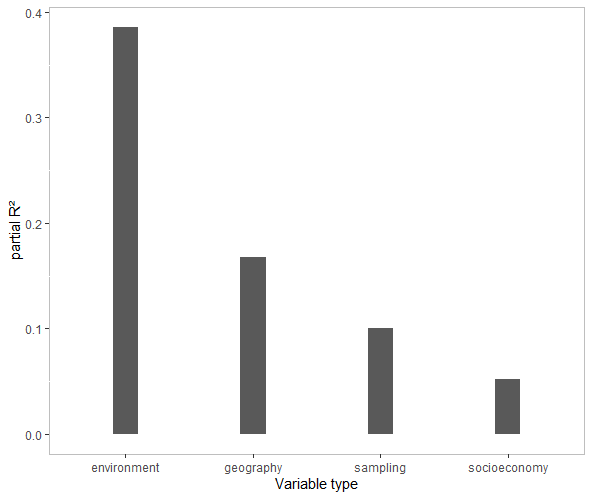 partial R²
0.4
0.3
0.2
0.1
0.0
environment geography sampling socioeconomy
Variable type